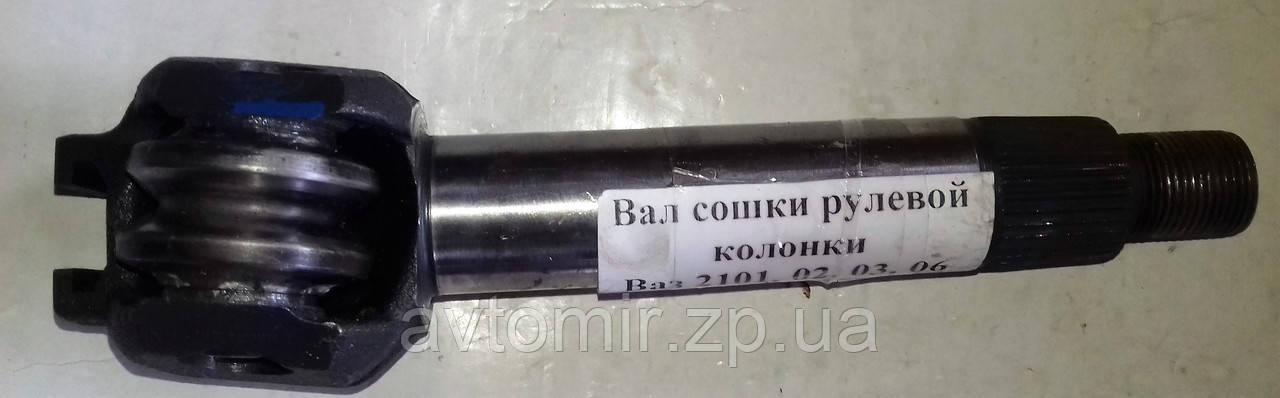 Вал сошки рулевой
колонки
Ваз 2101, 02, 03, 06
avtomir.zp.ua